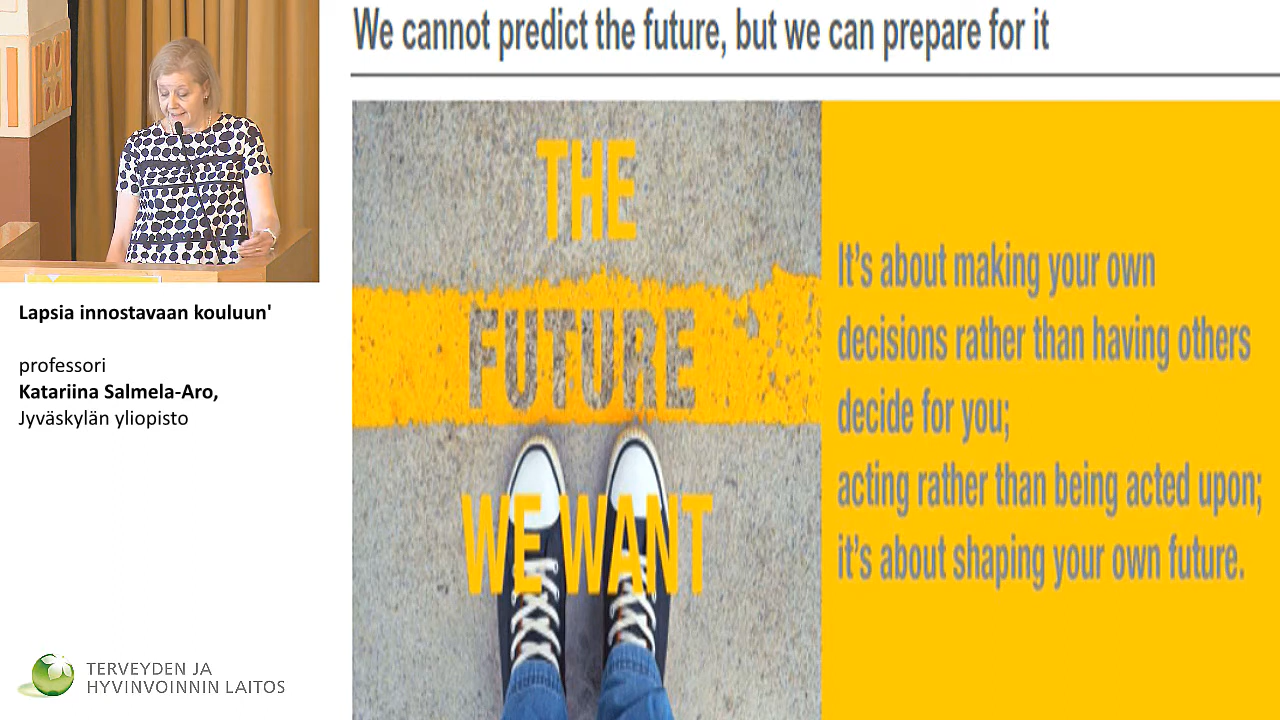 We cannot predict the future, but we can prepare for it
THE
FUTURE
WE WANT
It's about making your own
decisions rather than having others
decide for you;
acting rather than being acted upon;
it's about shaping your own future.
Lapsia innostavaan kouluun'
professori
Katariina Salmela-Aro,
Jyväskylän yliopisto
TERVEYDEN JA
HYVINVOINNIN LAITOS